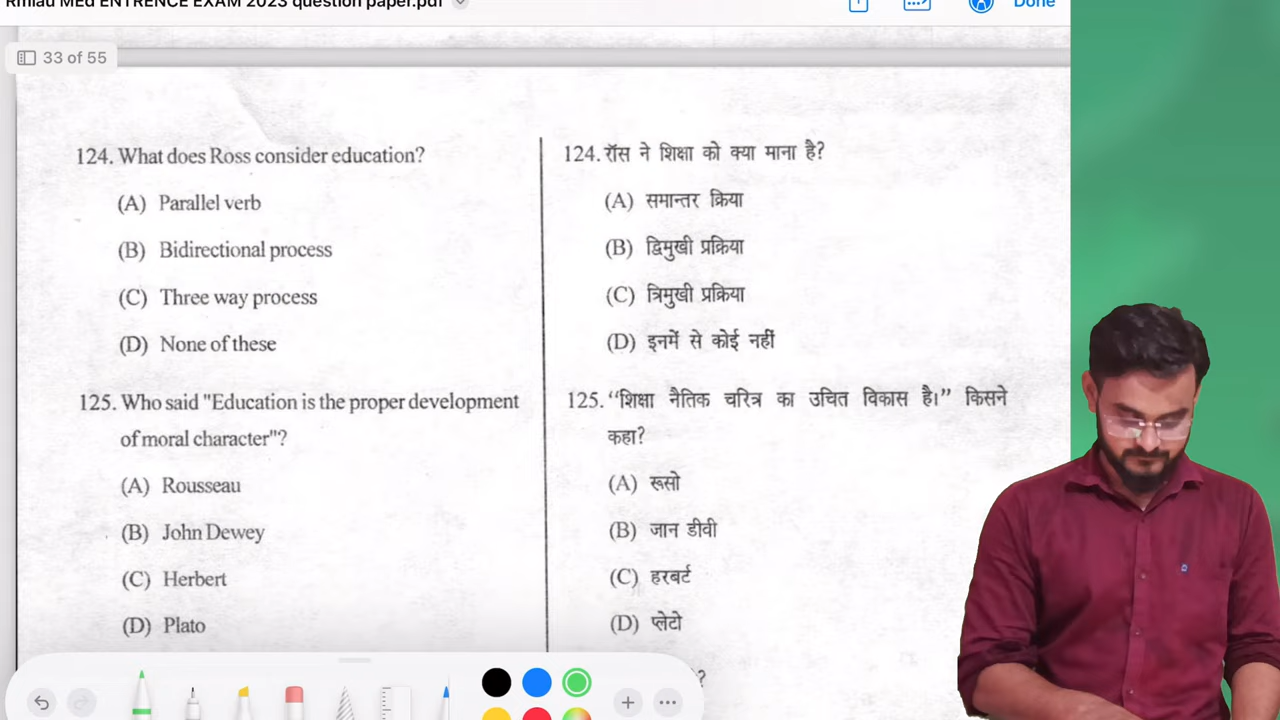 Rmlau MEd ENTRENCE EXAM 2023 question paper.pdf
Done
33 of 55
124. What does Ross consider education?
(A) Parallel verb
(B) Bidirectional process
(C) Three way process
(D) None of these
125. Who said "Education is the proper development
of moral character"?
(A) Rousseau
(B) John Dewey
(C) Herbert
(D) Plato
124. रॉस ने शिक्षा को क्या माना है?
(A) समान्तर क्रिया
(B) द्विमुखी प्रक्रिया
(C) त्रिमुखी प्रक्रिया
(D) इनमें से कोई नहीं
125. “शिक्षा नैतिक चरित्र का उचित विकास है।” किसने
कहा?
(A) रूसो
(B) जान डीवी
(C) हरबर्ट
(D) प्लेटो
?